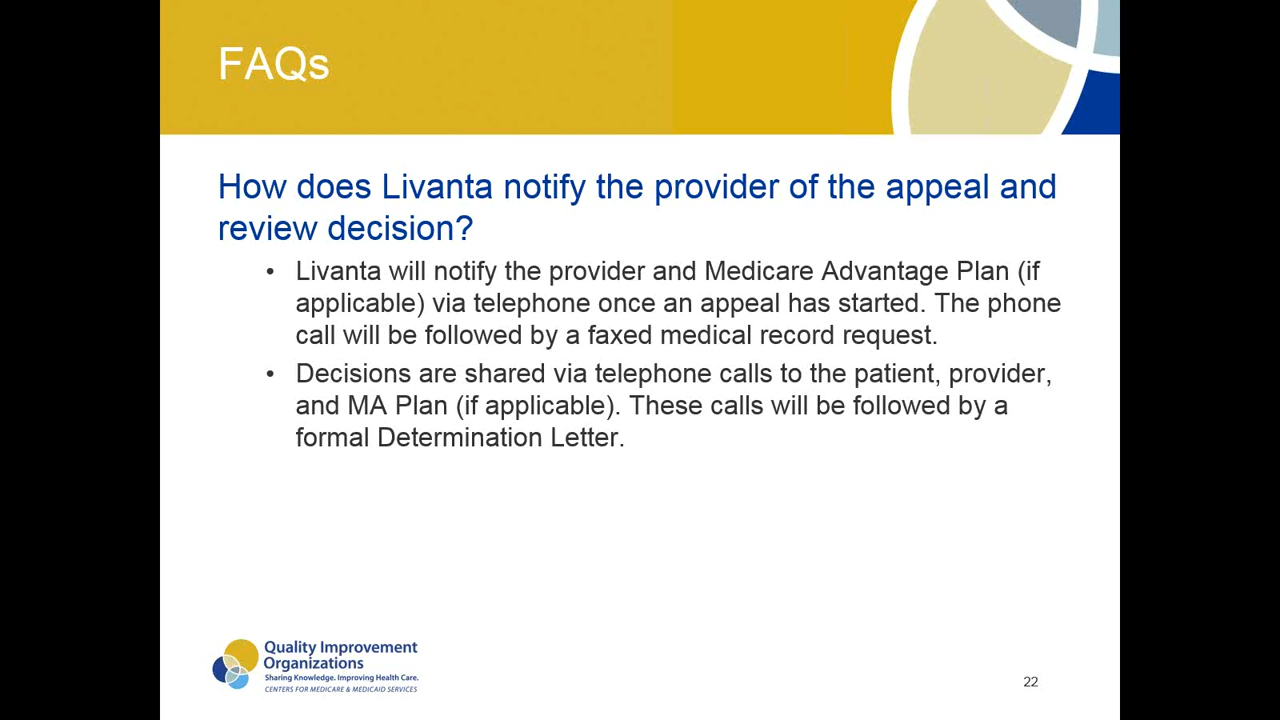 FAQs
How does Livanta notify the provider of the appeal and
review decision?
• Livanta will notify the provider and Medicare Advantage Plan (if
applicable) via telephone once an appeal has started. The phone
call will be followed by a faxed medical record request.
• Decisions are shared via telephone calls to the patient, provider,
and MA Plan (if applicable). These calls will be followed by a
formal Determination Letter.
Quality Improvement
Organizations
Sharing Knowledge. Improving Health Care.
CENTERS FOR MEDICARE & MEDICAID SERVICES
22